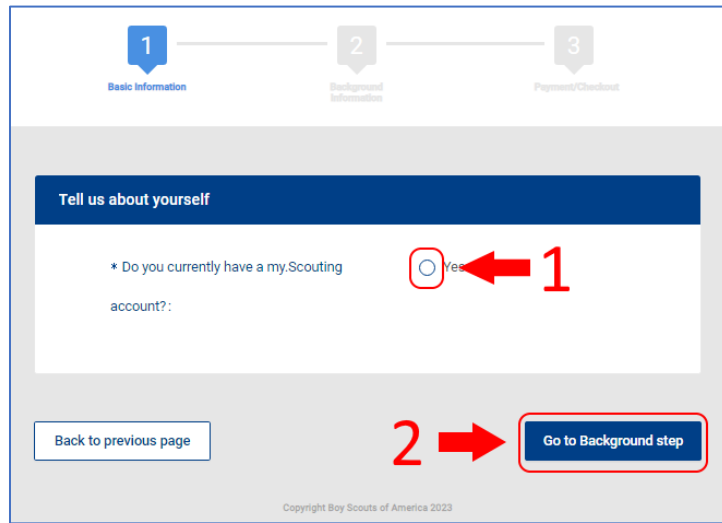 1
2
3
Basic Information
Background
Information
Payment/Checkout
Tell us about yourself
* Do you currently have a my.Scouting
account?:
Yes
1
Back to previous page
2
Go to Background step
Copyright Boy Scouts of America 2023